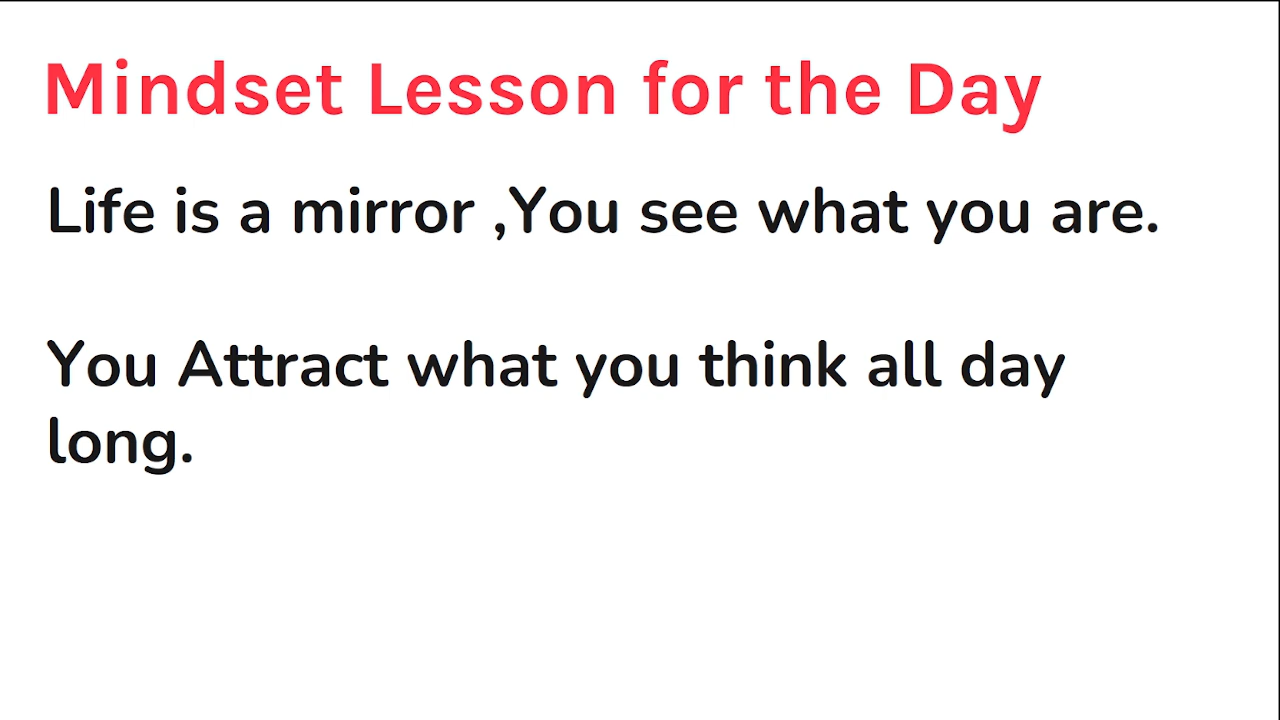 Mindset Lesson for the Day
Life is a mirror ,You see what you are.
You Attract what you think all day
long.